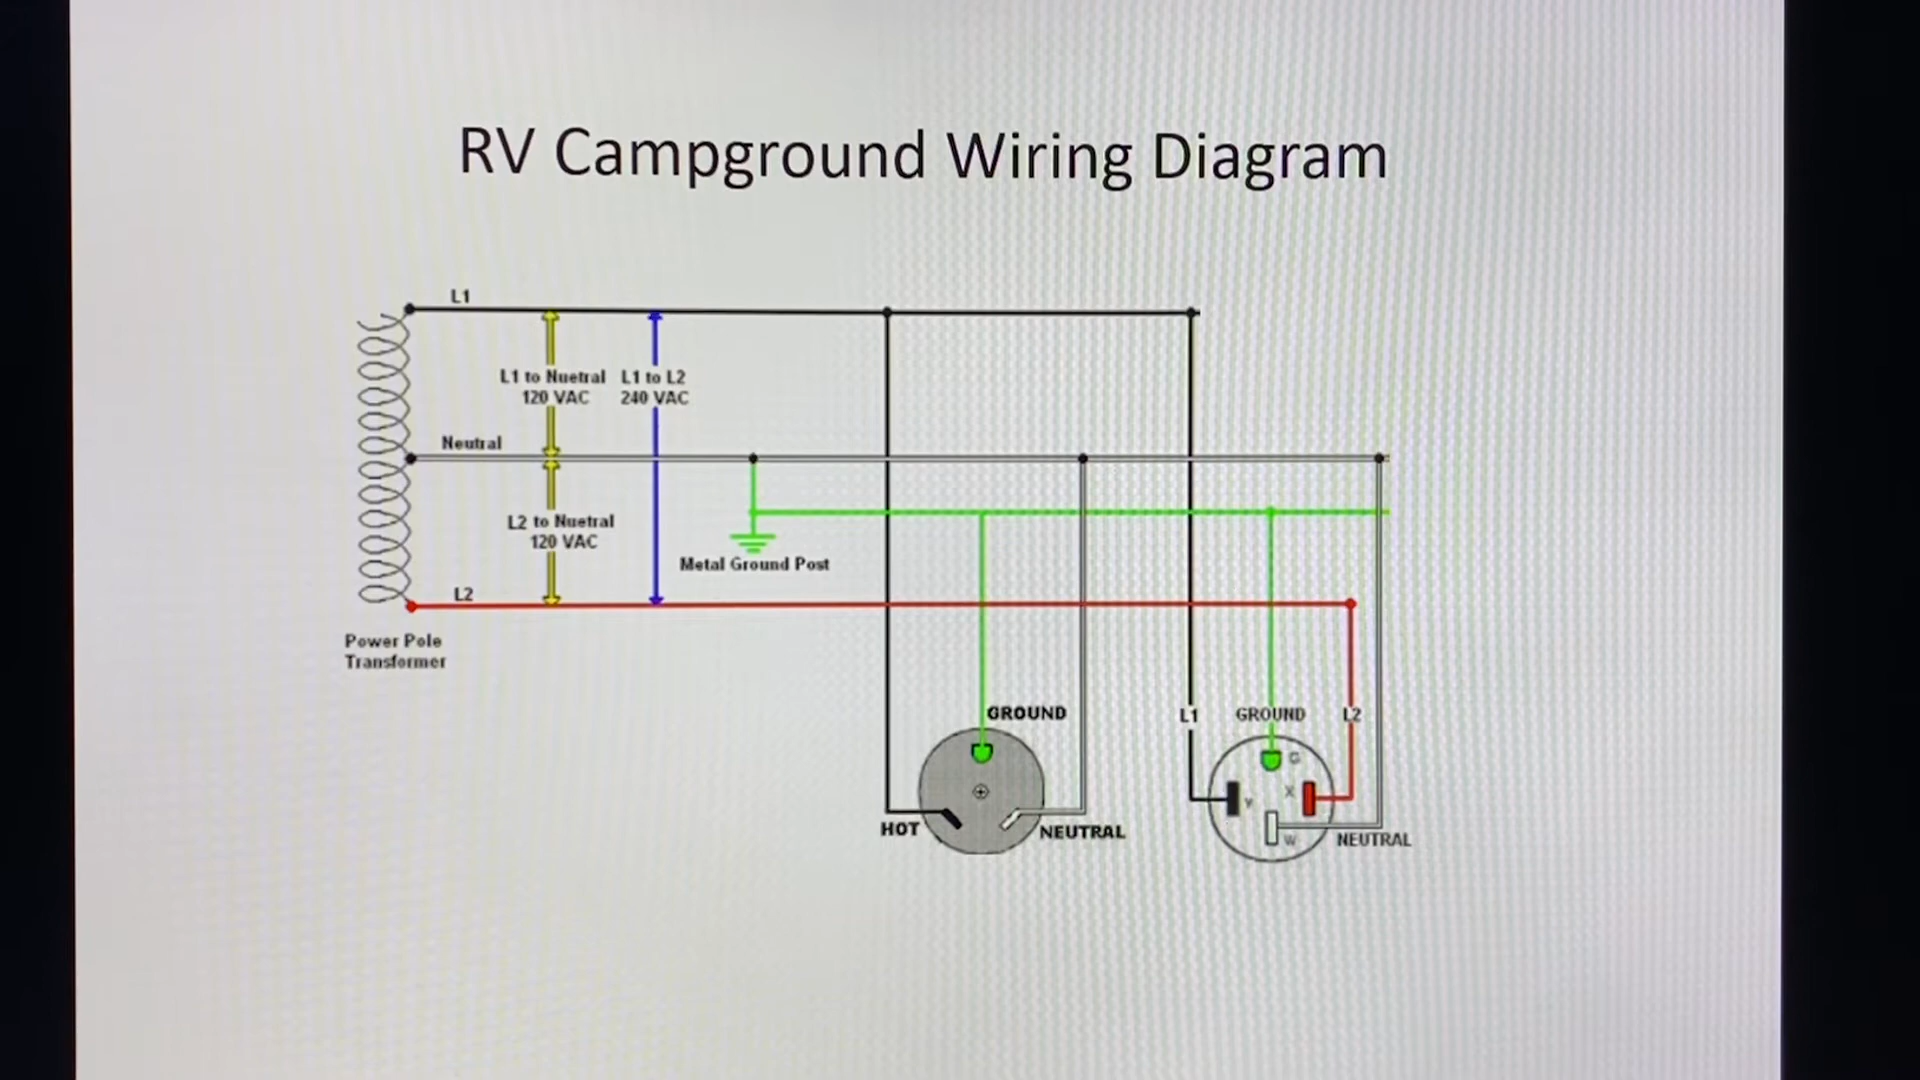 RV Campground Wiring Diagram
L1
L1 to Nuetral
120 VAC
L1 to L2
240 VAC
Neutral
L2 to Nuetral
120 VAC
Metal Ground Post
L2
Power Pole
Transformer
GROUND
HOT
NEUTRAL
L1
GROUND
L2
G
X
Y
W
NEUTRAL